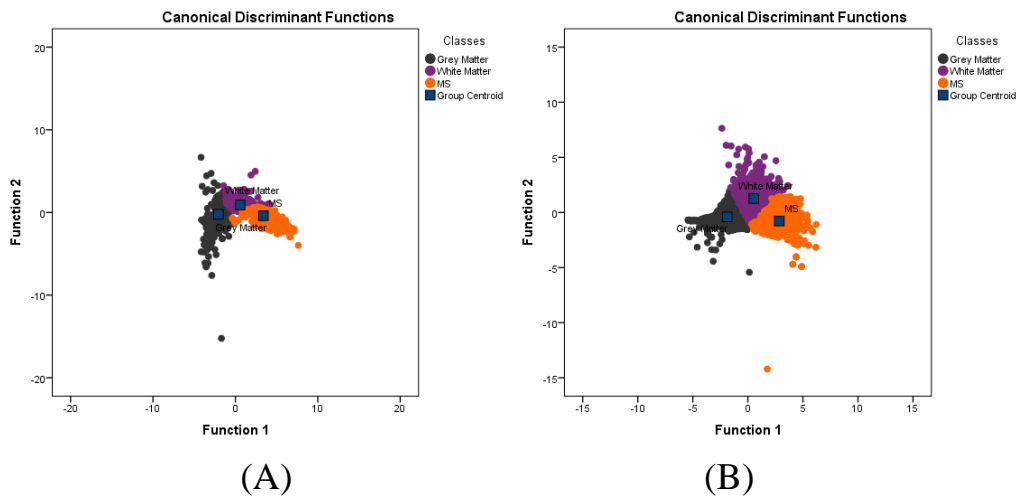 Canonical Discriminant Functions
Classes
Grey Matter
White Matter
MS
Group Centroid
20
10
0
-10
-20
Function 2
White Matter
MS
Grey Matter
-20
-10
0
10
20
Function 1
(A)
Canonical Discriminant Functions
Classes
Grey Matter
White Matter
MS
Group Centroid
15
10
5
0
-5
-10
-15
Function 2
White Matter
MS
Grey Matter
-15
-10
-5
0
5
10
15
Function 1
(B)